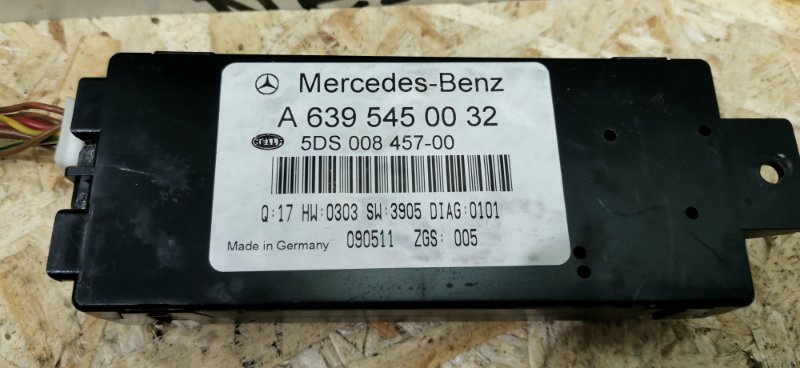 Mercedes-Benz
A 639 545 00 32
HELLA 5DS 008 457-00
Q:17 HW:0303 SW:3905 DIAG:0101
Made in Germany 090511 ZGS: 005